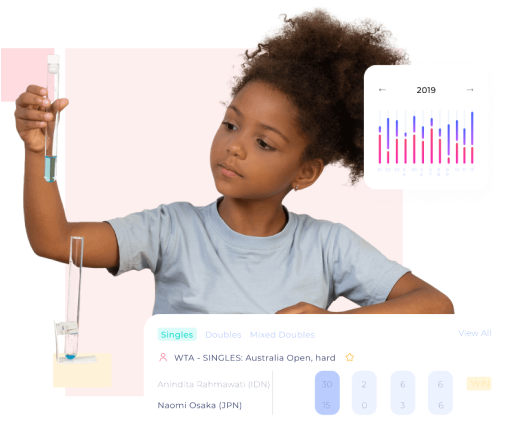 ← 2019 →
Singles Doubles Mixed Doubles View All
WTA - SINGLES: Australia Open, hard
Anindita Rahmawati (IDN) 30 2 6 6
Naomi Osaka (JPN) 15 0 3 6